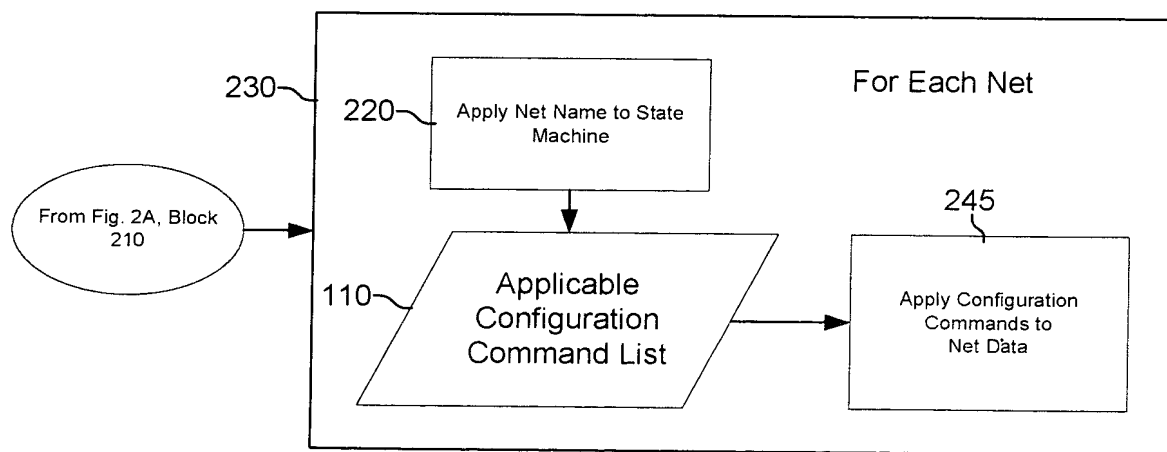 230
220
Apply Net Name to State
Machine
For Each Net
From Fig. 2A, Block
210
110
Applicable
Configuration
Command List
245
Apply Configuration
Commands to
Net Data